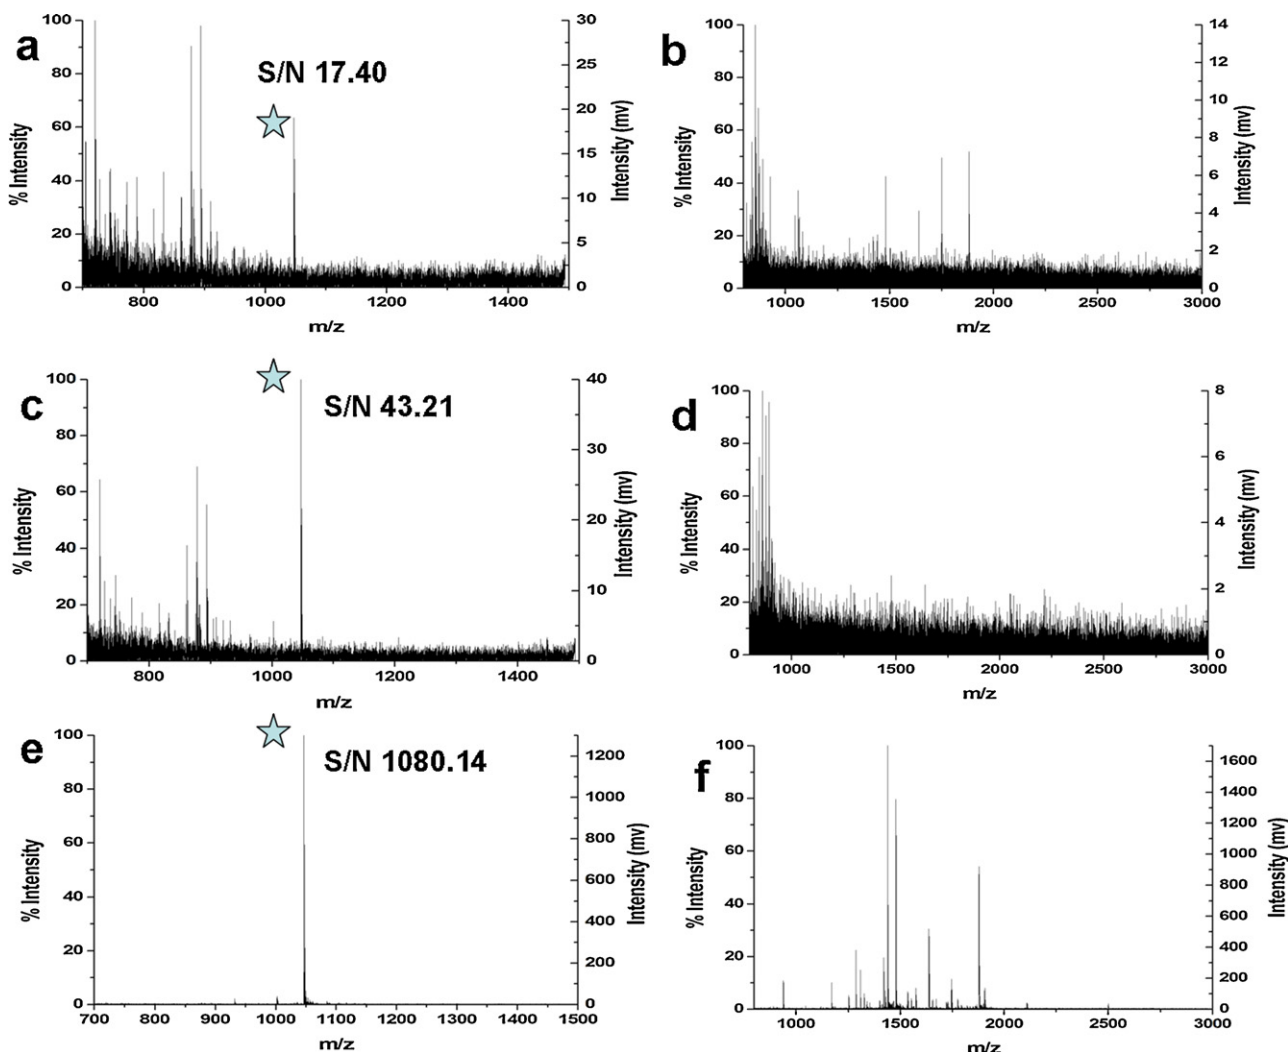 a
S/N 17.40
100
80
60
40
20
0
% Intensity
30
25
20
15
10
5
0
Intensity (mv)
800 1000 1200 1400
m/z
b
100
80
60
40
20
0
% Intensity
14
12
10
8
6
4
2
0
Intensity (mv)
1000 1500 2000 2500 3000
m/z
c
S/N 43.21
100
80
60
40
20
0
% Intensity
40
30
20
10
0
Intensity (mv)
800 1000 1200 1400
m/z
d
100
80
60
40
20
0
% Intensity
8
6
4
2
0
Intensity (mv)
1000 1500 2000 2500 3000
m/z
e
S/N 1080.14
100
80
60
40
20
0
% Intensity
1200
1000
800
600
400
200
0
Intensity (mv)
700 800 900 1000 1100 1200 1300 1400 1500
m/z
f
100
80
60
40
20
0
% Intensity
1600
1400
1200
1000
800
600
400
200
0
Intensity (mv)
1000 1500 2000 2500 3000
m/z